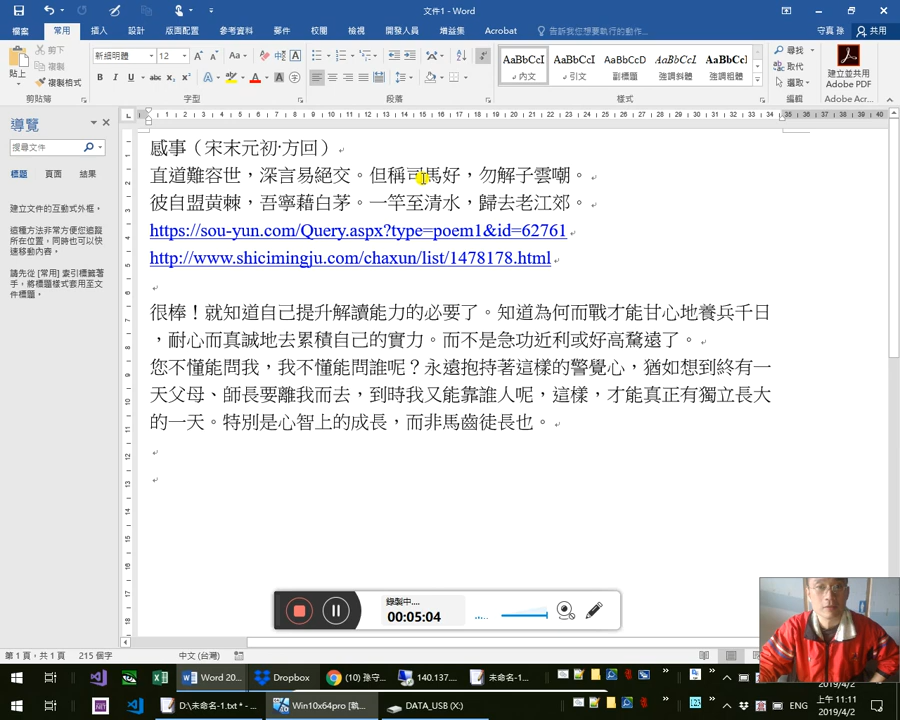 文件1 - Word
檔案 常用 插入 設計 版面配置 參考資料 郵件 校閱 檢視 開發人員 增益集 Acrobat 告訴我您想要執行的動作... 守真 孫 共用
貼上 剪下 複製 複製格式 新細明體 12 AaBbCcI AaBbCcI AaBbCcD AaBbCcI AaBbCcI 尋找 取代 選取 建立並共用 Adobe PDF
內文 引文 副標題 強調斜體 強調粗體
剪貼簿 字型 段落 樣式 編輯 Adobe Acr...
導覽
搜尋文件
標題 頁面 結果
建立文件的互動式外框。
這種方法非常方便您追蹤所在位置，同時也可以快速移動內容。
請先從 [常用] 索引標籤著手，將標題樣式套用至文件標題。
感事（宋末元初·方回）
直道難容世，深言易絕交。但稱司馬好，勿解子雲嘲。
彼自盟黃棘，吾寧藉白茅。一竿至清水，歸去老江郊。
https://sou-yun.com/Query.aspx?type=poem1&id=62761
http://www.shicimingju.com/chaxun/list/1478178.html
很棒！就知道自己提升解讀能力的必要了。知道為何而戰才能甘心地養兵千日
，耐心而真誠地去累積自己的實力。而不是急功近利或好高騖遠了。
您不懂能問我，我不懂能問誰呢？永遠抱持著這樣的警覺心，猶如想到終有一
天父母、師長要離我而去，到時我又能靠誰人呢，這樣，才能真正有獨立長大
的一天。特別是心智上的成長，而非馬齒徒長也。
錄製中....
00:05:04
第 1 頁，共 1 頁 215 個字 中文 (台灣)
Word 20... Dropbox (10) 孫守... 140.137.... 未命名-1... 2019/4/2
D:\未命名-1.txt * -... Win10x64pro [執... DATA_USB (X:) ENG 上午 11:11
2019/4/2